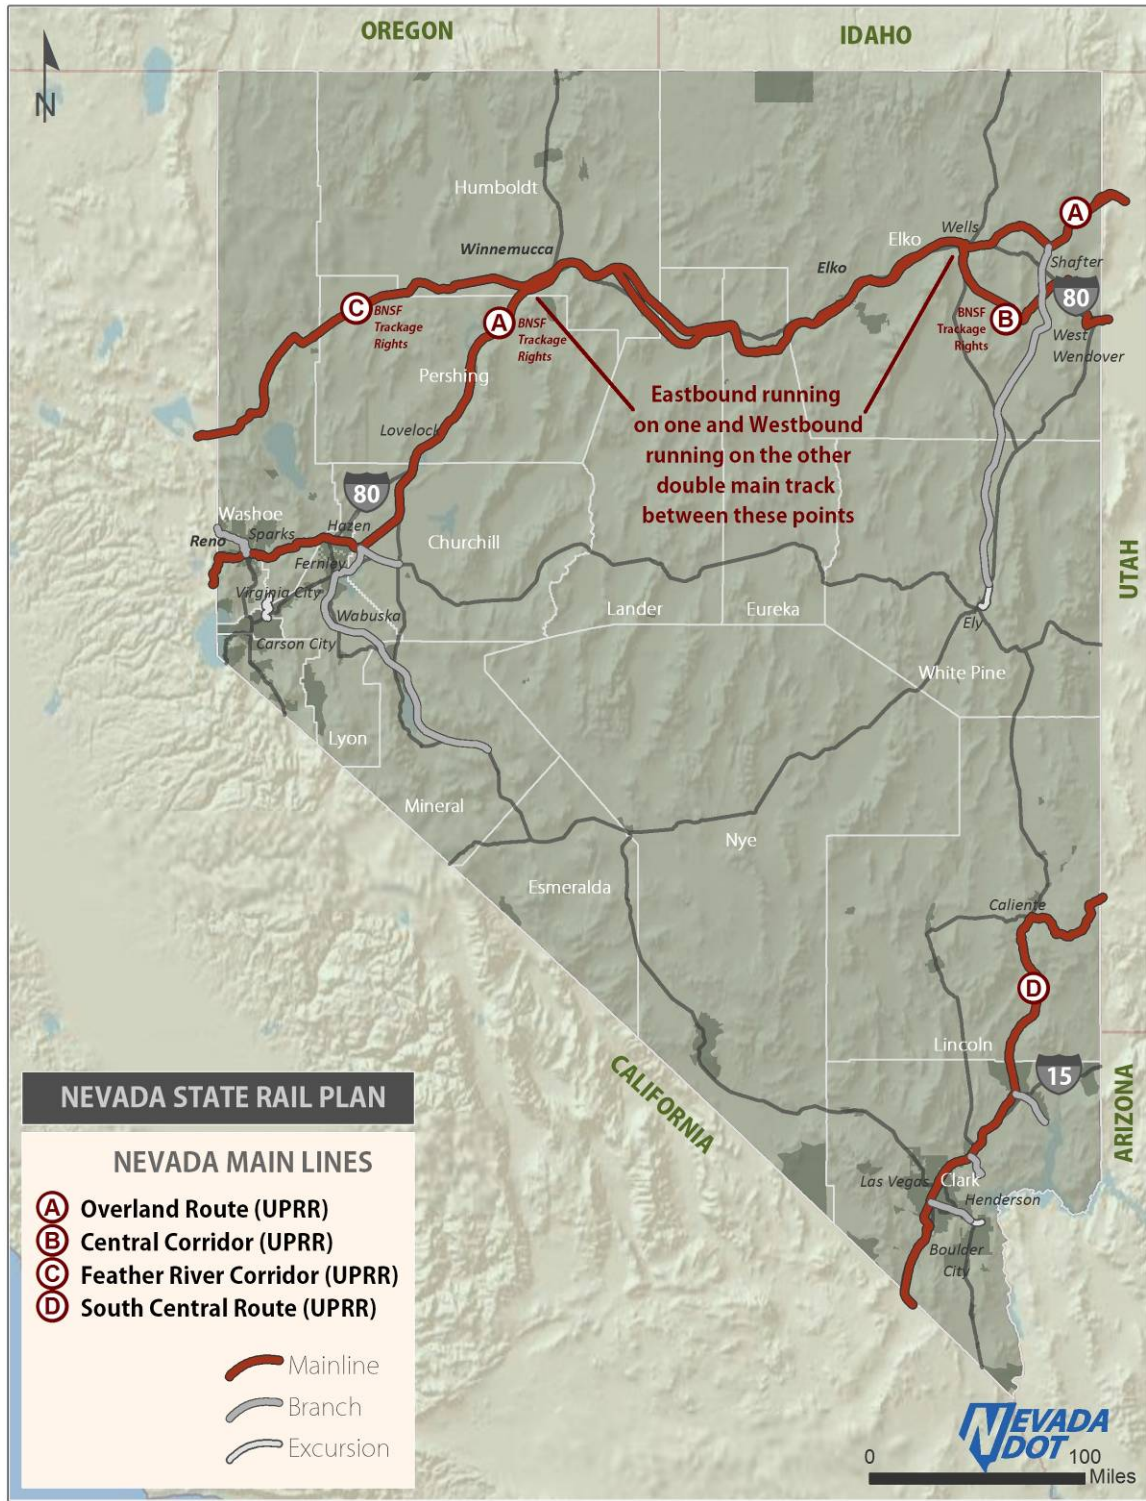 OREGON
IDAHO
N
Humboldt
Winnemucca
Elko
Wells
A
Elko
Shafter
80
C
BNSF
Trackage
Rights
A
BNSF
Trackage
Rights
BNSF
Trackage
Rights
B
West
Wendover
Pershing
Lovelock
Eastbound running
on one and Westbound
running on the other
double main track
between these points
80
Washoe
Reno
Sparks
Hazen
Fernley
Churchill
Virginia City
Wabuska
Carson City
Lander
Eureka
Ely
UTAH
White Pine
Lyon
Mineral
Nye
Esmeralda
Caliente
D
Lincoln
15
CALIFORNIA
ARIZONA
Las Vegas
Clark
Henderson
Boulder
City
NEVADA STATE RAIL PLAN
NEVADA MAIN LINES
A Overland Route (UPRR)
B Central Corridor (UPRR)
C Feather River Corridor (UPRR)
D South Central Route (UPRR)
Mainline
Branch
Excursion
NEVADA
DOT
0 100
Miles